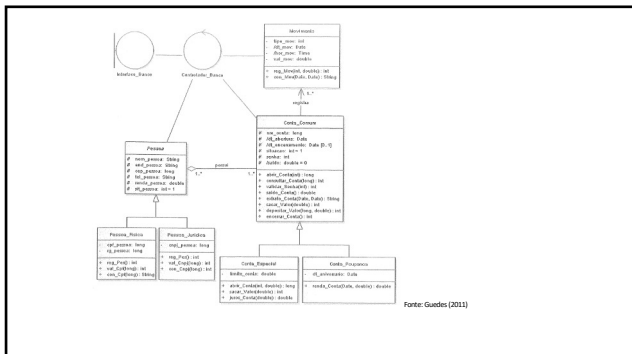 Movimento
- tipo_mov: int
- dt_mov: Date
- hor_mov: Time
- val_mov: double
+ reg_Mov(int, double): int
+ con_Mov(Date, Date): String
Interface_Banco
Controlador_Banco
registra
1..*
Conta_Comum
# nro_conta: long
# dt_abertura: Date
# dt_encerramento: Date [0..1]
# situacao: int = 1
# senha: int
# saldo: double = 0
+ abrir_Conta(int): long
+ consultar_Conta(long): int
+ validar_Senha(int): int
+ saldo_Conta(): double
+ extrato_Conta(Date, Date): String
+ sacar_Valor(double): int
+ depositar_Valor(long, double): int
+ encerrar_Conta(): int
Pessoa
# nom_pessoa: String
# end_pessoa: String
# cep_pessoa: long
# tel_pessoa: String
# renda_pessoa: double
# sit_pessoa: int = 1
possui
1..*
1..*
Pessoa_Fisica
- cpf_pessoa: long
- rg_pessoa: long
+ reg_Pes(): int
+ val_Cpf(long): int
+ con_Cpf(long): String
Pessoa_Juridica
- cnpj_pessoa: long
+ reg_Pes(): int
+ val_Cnpj(long): int
+ con_Cnpj(long): int
Conta_Especial
- limite_conta: double
+ abrir_Conta(int, double): long
+ sacar_Valor(double): int
+ juros_Conta(double): double
Conta_Poupanca
- dt_aniversario: Date
+ renda_Conta(Date, double): double
Fonte: Guedes (2011)